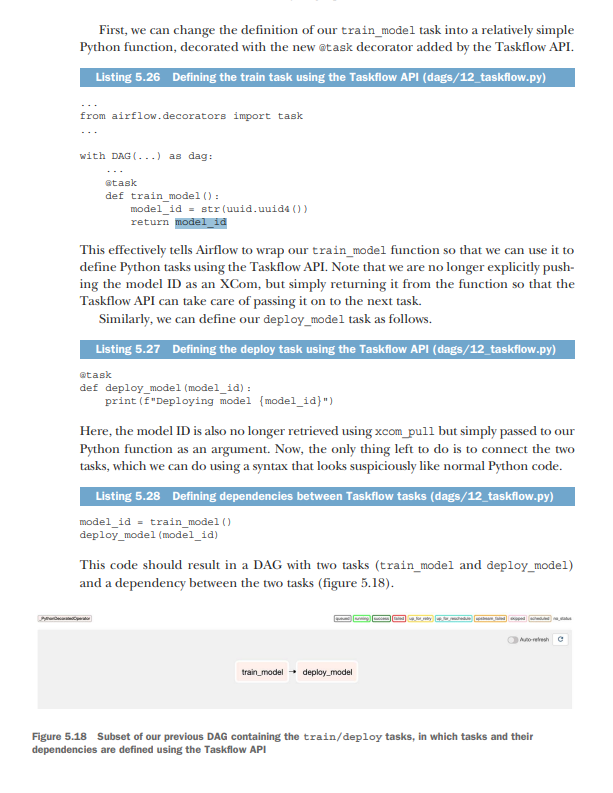 First, we can change the definition of our train_model task into a relatively simple
Python function, decorated with the new @task decorator added by the Taskflow API.
Listing 5.26 Defining the train task using the Taskflow API (dags/12_taskflow.py)
...
from airflow.decorators import task
...
with DAG(...) as dag:
...
@task
def train_model():
model_id = str(uuid.uuid4())
return model_id
This effectively tells Airflow to wrap our train_model function so that we can use it to
define Python tasks using the Taskflow API. Note that we are no longer explicitly push-
ing the model ID as an XCom, but simply returning it from the function so that the
Taskflow API can take care of passing it on to the next task.
Similarly, we can define our deploy_model task as follows.
Listing 5.27 Defining the deploy task using the Taskflow API (dags/12_taskflow.py)
@task
def deploy_model(model_id):
print(f"Deploying model {model_id}")
Here, the model ID is also no longer retrieved using xcom_pull but simply passed to our
Python function as an argument. Now, the only thing left to do is to connect the two
tasks, which we can do using a syntax that looks suspiciously like normal Python code.
Listing 5.28 Defining dependencies between Taskflow tasks (dags/12_taskflow.py)
model_id = train_model()
deploy_model(model_id)
This code should result in a DAG with two tasks (train_model and deploy_model)
and a dependency between the two tasks (figure 5.18).
_PythonDecoratedOperator queued running success failed up_for_retry up_for_reschedule upstream_failed skipped scheduled no_status
Auto-refresh
train_model deploy_model
Figure 5.18 Subset of our previous DAG containing the train/deploy tasks, in which tasks and their
dependencies are defined using the Taskflow API